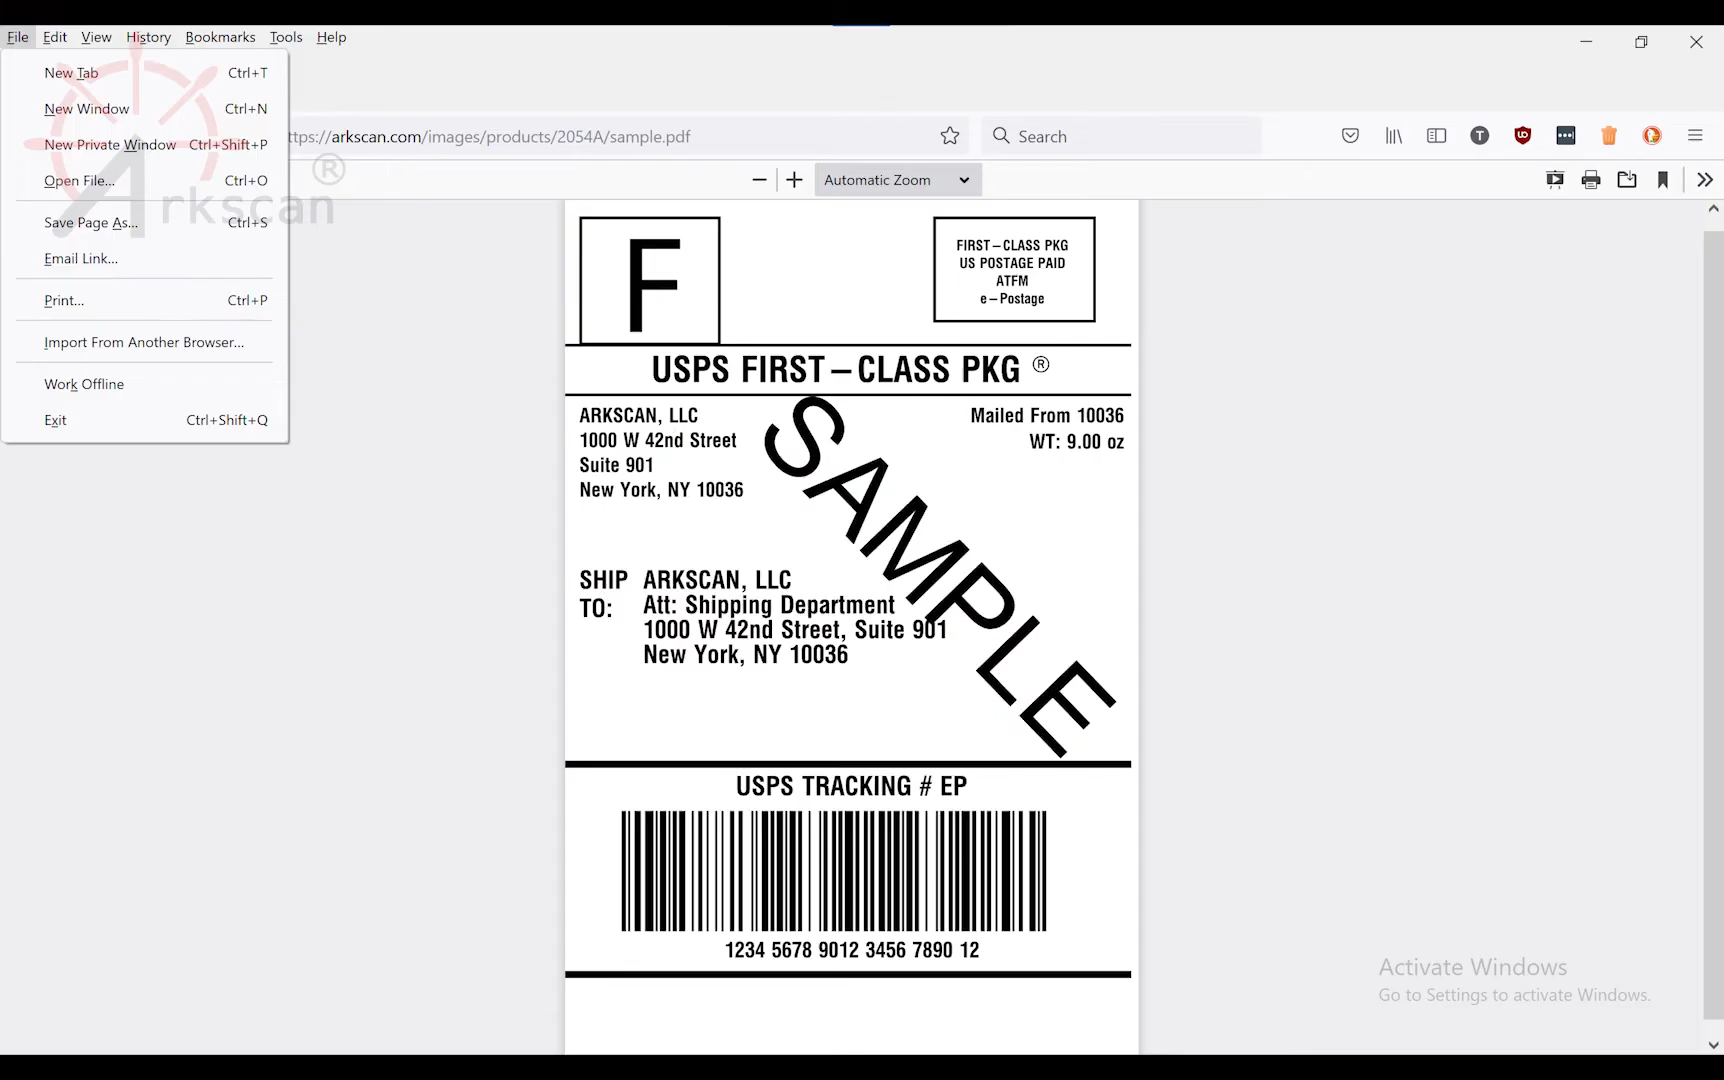 File Edit View History Bookmarks Tools Help
New Tab Ctrl+T
New Window Ctrl+N
New Private Window Ctrl+Shift+P
Open File... Ctrl+O
Save Page As... Ctrl+S
Email Link...
Print... Ctrl+P
Import From Another Browser...
Work Offline
Exit Ctrl+Shift+Q
Arkscan®
ttps://arkscan.com/images/products/2054A/sample.pdf
Search
T
Automatic Zoom
F
FIRST–CLASS PKG
US POSTAGE PAID
ATFM
e–Postage
USPS FIRST–CLASS PKG ®
ARKSCAN, LLC
1000 W 42nd Street
Suite 901
New York, NY 10036
Mailed From 10036
WT: 9.00 oz
SAMPLE
SHIP TO:
ARKSCAN, LLC
Att: Shipping Department
1000 W 42nd Street, Suite 901
New York, NY 10036
USPS TRACKING # EP
1234 5678 9012 3456 7890 12
Activate Windows
Go to Settings to activate Windows.